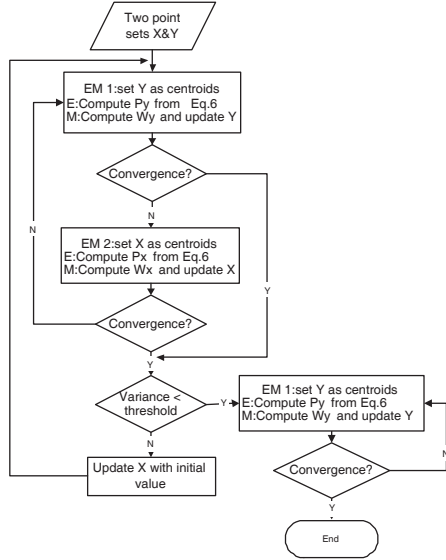 Two point
sets X&Y
EM 1:set Y as centroids
E:Compute Py from Eq.6
M:Compute Wy and update Y
Convergence?
N
N
EM 2:set X as centroids
E:Compute Px from Eq.6
M:Compute Wx and update X
Y
Convergence?
Y
Variance <
threshold
Y
EM 1:set Y as centroids
E:Compute Py from Eq.6
M:Compute Wy and update Y
N
Update X with initial
value
Convergence?
N
Y
End